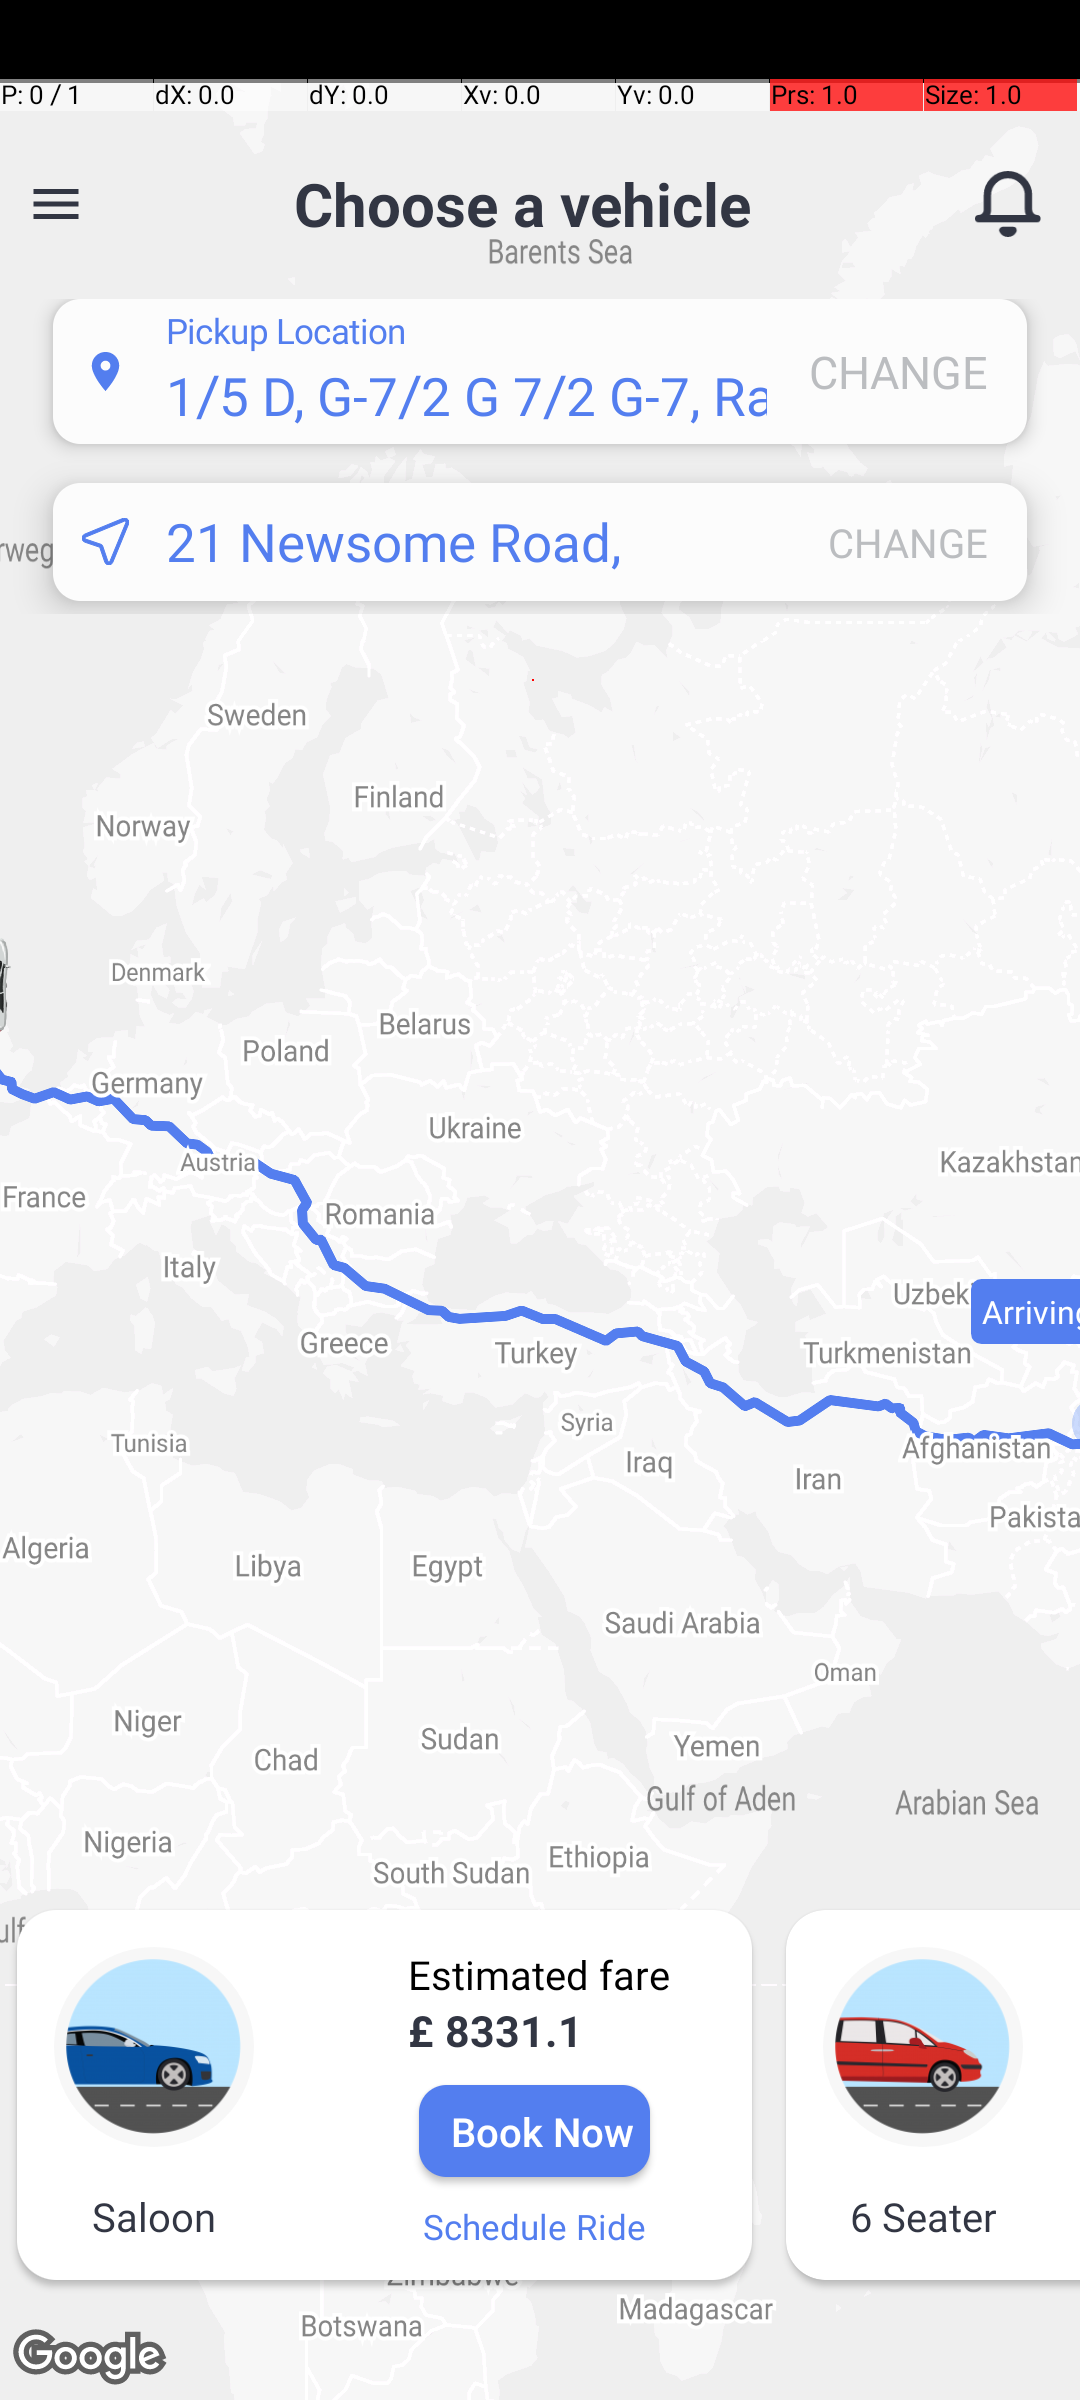 P: 0 / 1 dX: 0.0 dY: 0.0 Xv: 0.0 Yv: 0.0 Prs: 1.0 Size: 1.0
Choose a vehicle
Barents Sea
Pickup Location
1/5 D, G-7/2 G 7/2 G-7, Ra
CHANGE
rweg
21 Newsome Road,
CHANGE
Sweden
Finland
Norway
Denmark
Belarus
Poland
Germany
Ukraine
Austria
Kazakhstan
France
Romania
Italy
Uzbek
Arriving
Greece
Turkey
Turkmenistan
Syria
Tunisia
Afghanistan
Iraq
Iran
Pakista
Algeria
Libya
Egypt
Saudi Arabia
Oman
Niger
Sudan
Yemen
Chad
Gulf of Aden
Arabian Sea
Nigeria
Ethiopia
South Sudan
ulf
Estimated fare
£ 8331.1
Book Now
Schedule Ride
Saloon
6 Seater
Zimbabwe
Madagascar
Botswana
Google